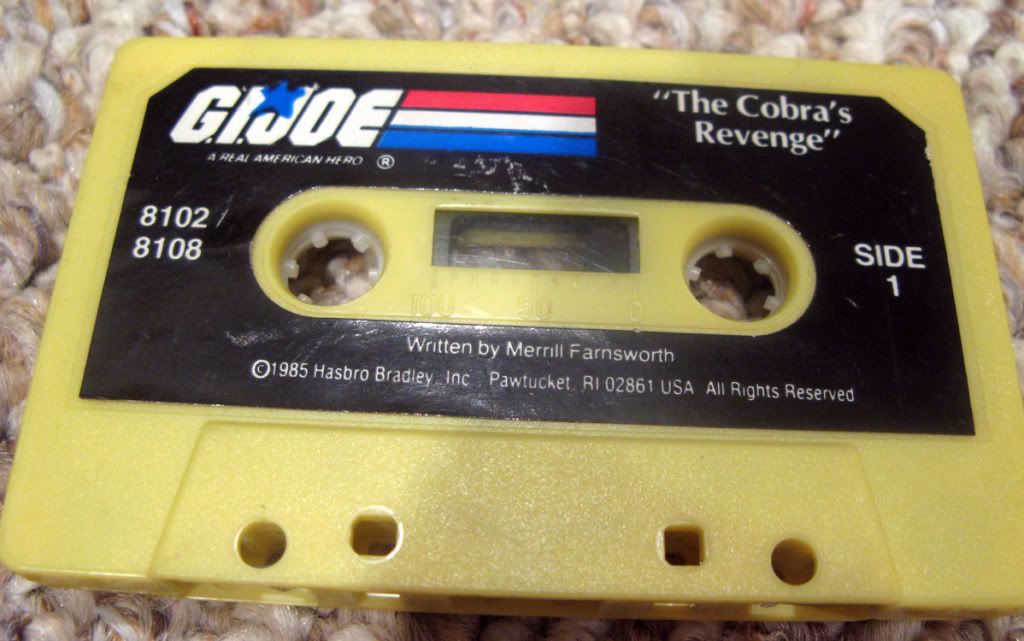 G.I.JOE
A REAL AMERICAN HERO ®
"The Cobra's
Revenge"
8102 /
8108
SIDE
1
100 50 0
Written by Merrill Farnsworth
©1985 Hasbro Bradley, Inc Pawtucket, RI 02861 USA All Rights Reserved